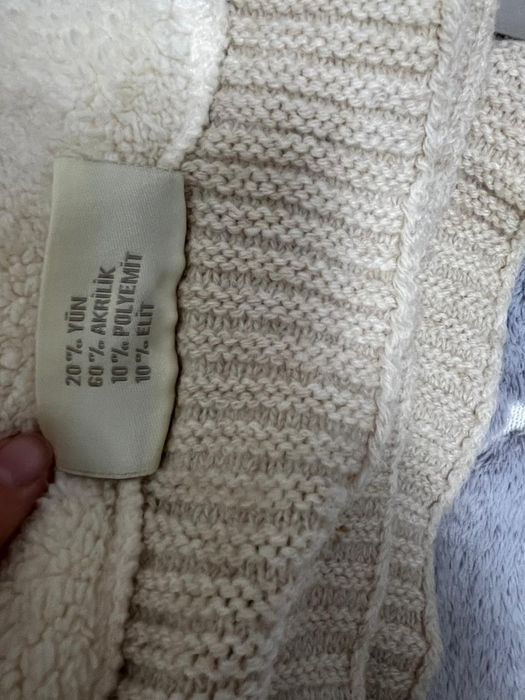 20% YÜN
60% AKRİLİK
10% POLYEMİT
10% ELİT